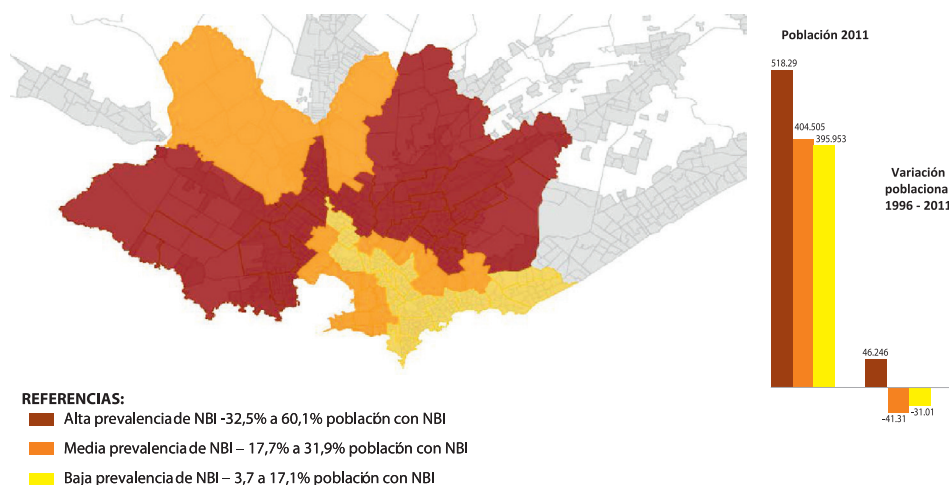 Población 2011
518.29
404.505
395.953
Variación
poblaciona
1996 - 2011
46.246
-41.31
-31.01
REFERENCIAS:
Alta prevalencia de NBI -32,5% a 60,1% población con NBI
Media prevalencia de NBI – 17,7% a 31,9% población con NBI
Baja prevalencia de NBI – 3,7 a 17,1% población con NBI